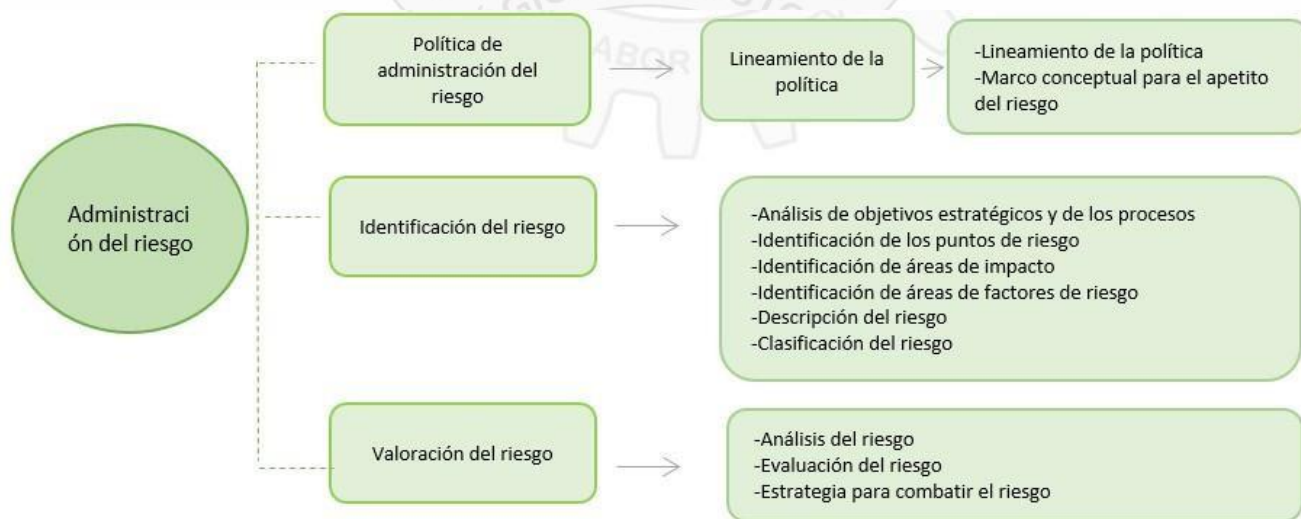 Política de
administración del
riesgo
Lineamiento de la
política
-Lineamiento de la política
-Marco conceptual para el apetito
del riesgo
Administraci
ón del riesgo
Identificación del riesgo
-Análisis de objetivos estratégicos y de los procesos
-Identificación de los puntos de riesgo
-Identificación de áreas de impacto
-Identificación de áreas de factores de riesgo
-Descripción del riesgo
-Clasificación del riesgo
Valoración del riesgo
-Análisis del riesgo
-Evaluación del riesgo
-Estrategia para combatir el riesgo